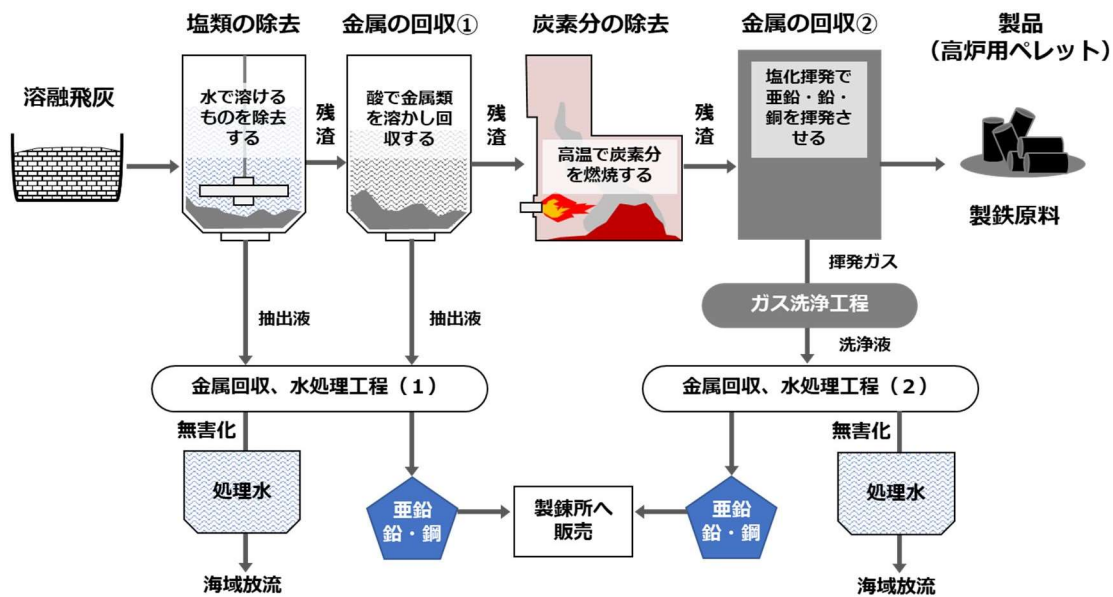 塩類の除去
金属の回収①
炭素分の除去
金属の回収②
製品
（高炉用ペレット）
溶融飛灰
水で溶ける
ものを除去
する
残
渣
酸で金属類
を溶かし回
収する
残
渣
高温で炭素分
を燃焼する
残
渣
塩化揮発で
亜鉛・鉛・
銅を揮発さ
せる
製鉄原料
揮発ガス
ガス洗浄工程
抽出液
抽出液
洗浄液
金属回収、水処理工程（1）
金属回収、水処理工程（2）
無害化
無害化
処理水
亜鉛
鉛・鋼
製錬所へ
販売
亜鉛
鉛・鋼
処理水
海域放流
海域放流